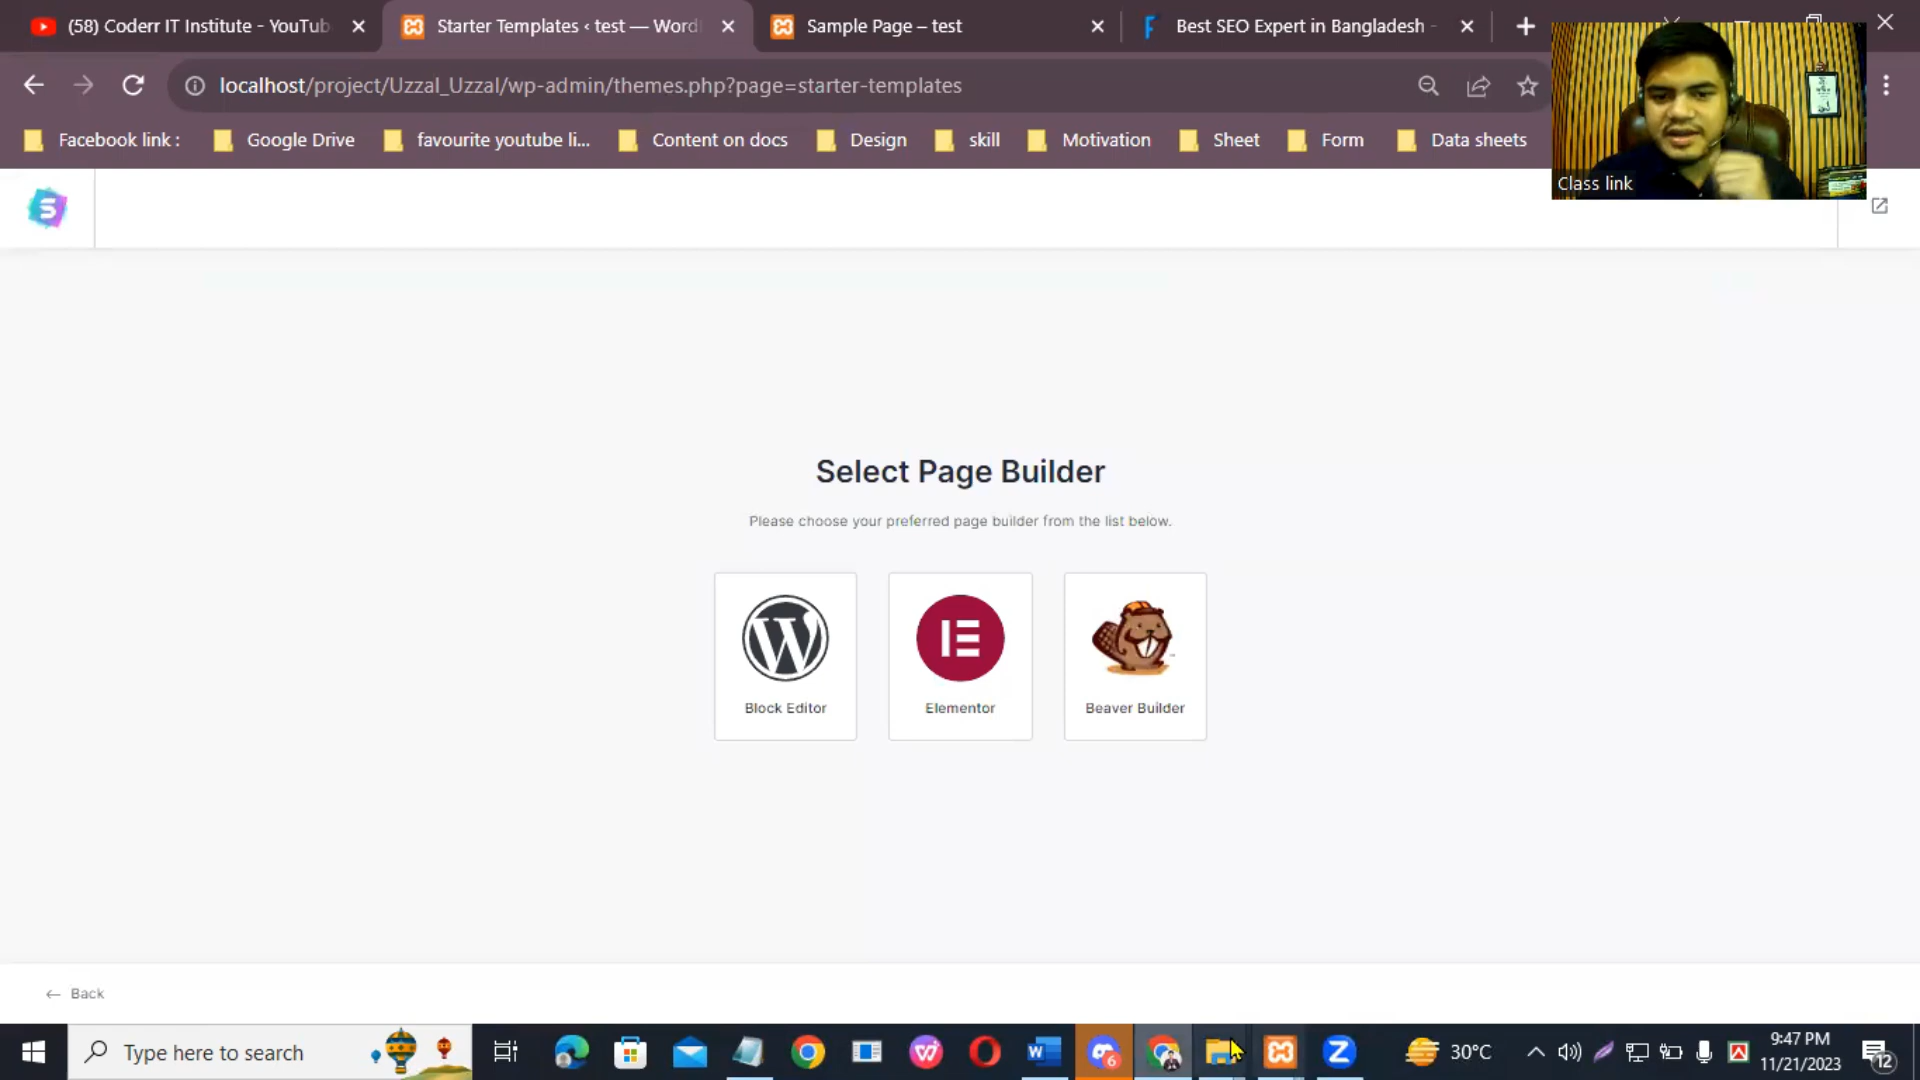 (58) Coderr IT Institute - YouTub
Starter Templates ‹ test — Word
Sample Page – test
Best SEO Expert in Bangladesh -
localhost/project/Uzzal_Uzzal/wp-admin/themes.php?page=starter-templates
Facebook link :
Google Drive
favourite youtube li...
Content on docs
Design
skill
Motivation
Sheet
Form
Data sheets
Class link
Select Page Builder
Please choose your preferred page builder from the list below.
Block Editor
Elementor
Beaver Builder
Back
Type here to search
6
30°C
9:47 PM
11/21/2023
12